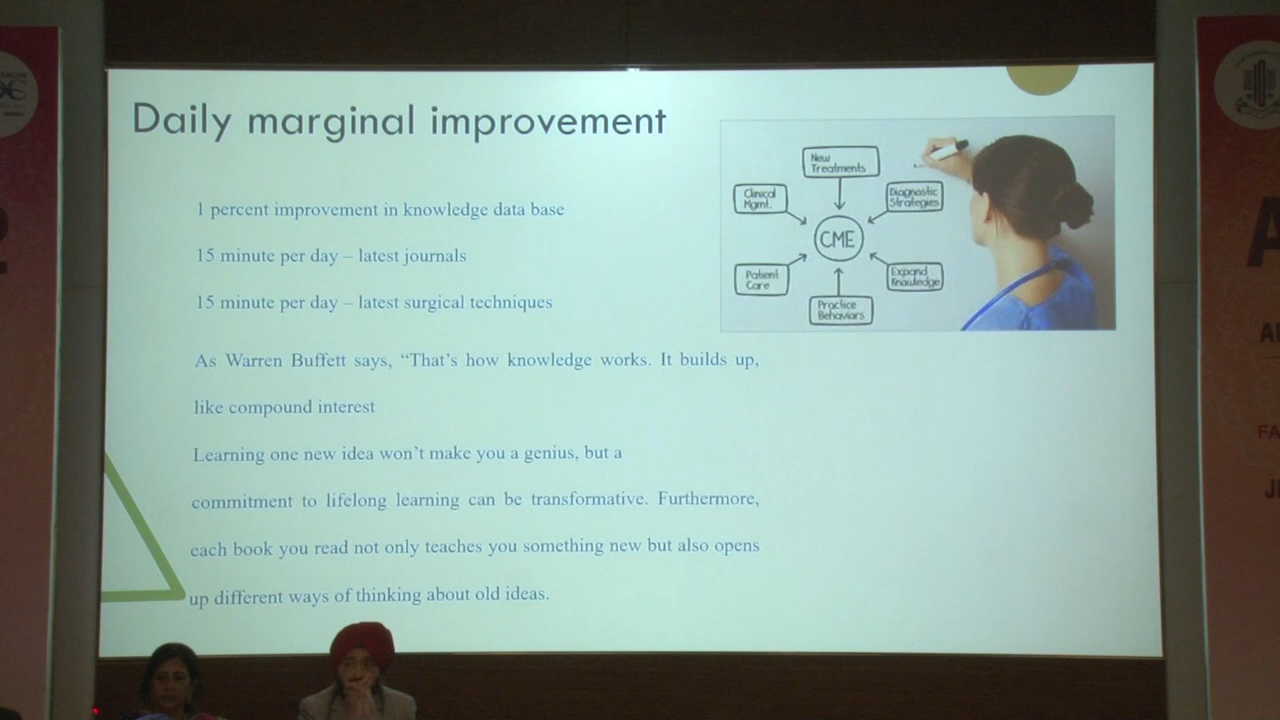 Daily marginal improvement
1 percent improvement in knowledge data base
15 minute per day – latest journals
15 minute per day – latest surgical techniques
As Warren Buffett says, “That’s how knowledge works. It builds up,
like compound interest
Learning one new idea won’t make you a genius, but a
commitment to lifelong learning can be transformative. Furthermore,
each book you read not only teaches you something new but also opens
up different ways of thinking about old ideas.
New
Treatments
Clinical
Mgmt.
Diagnostic
Strategies
CME
Patient
Care
Expand
Knowledge
Practice
Behaviors